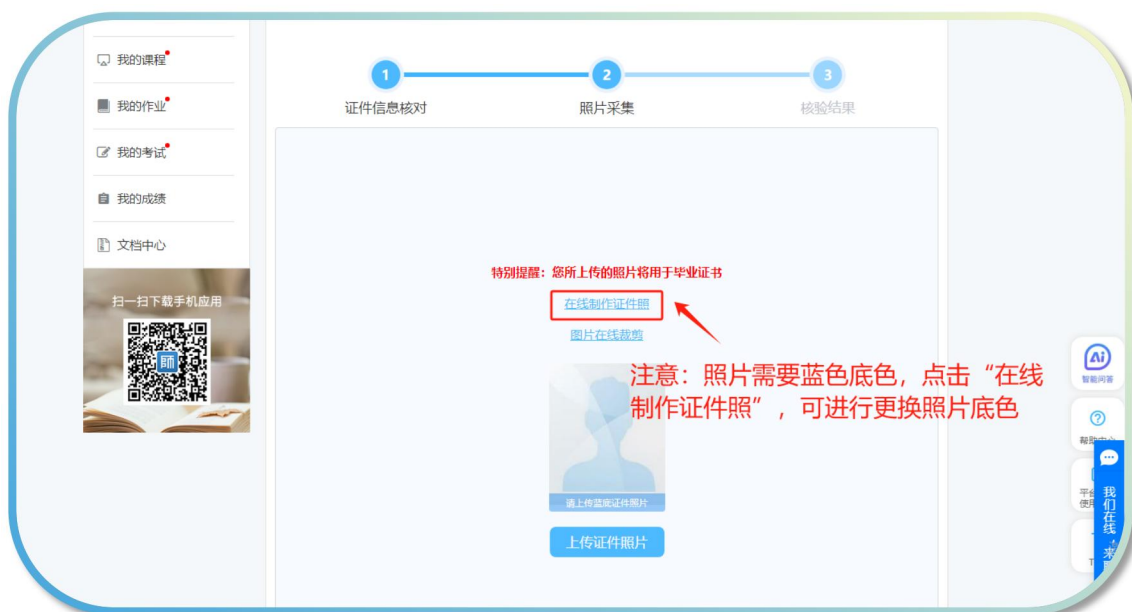 我的课程
我的作业
我的考试
我的成绩
文档中心
扫一扫下载手机应用
師
1
2
3
证件信息核对
照片采集
核验结果
特别提醒：您所上传的照片将用于毕业证书
在线制作证件照
图片在线裁剪
注意：照片需要蓝色底色，点击“在线
制作证件照”，可进行更换照片底色
请上传蓝底证件照片
上传证件照片
Ai
智能问答
我们在线
来